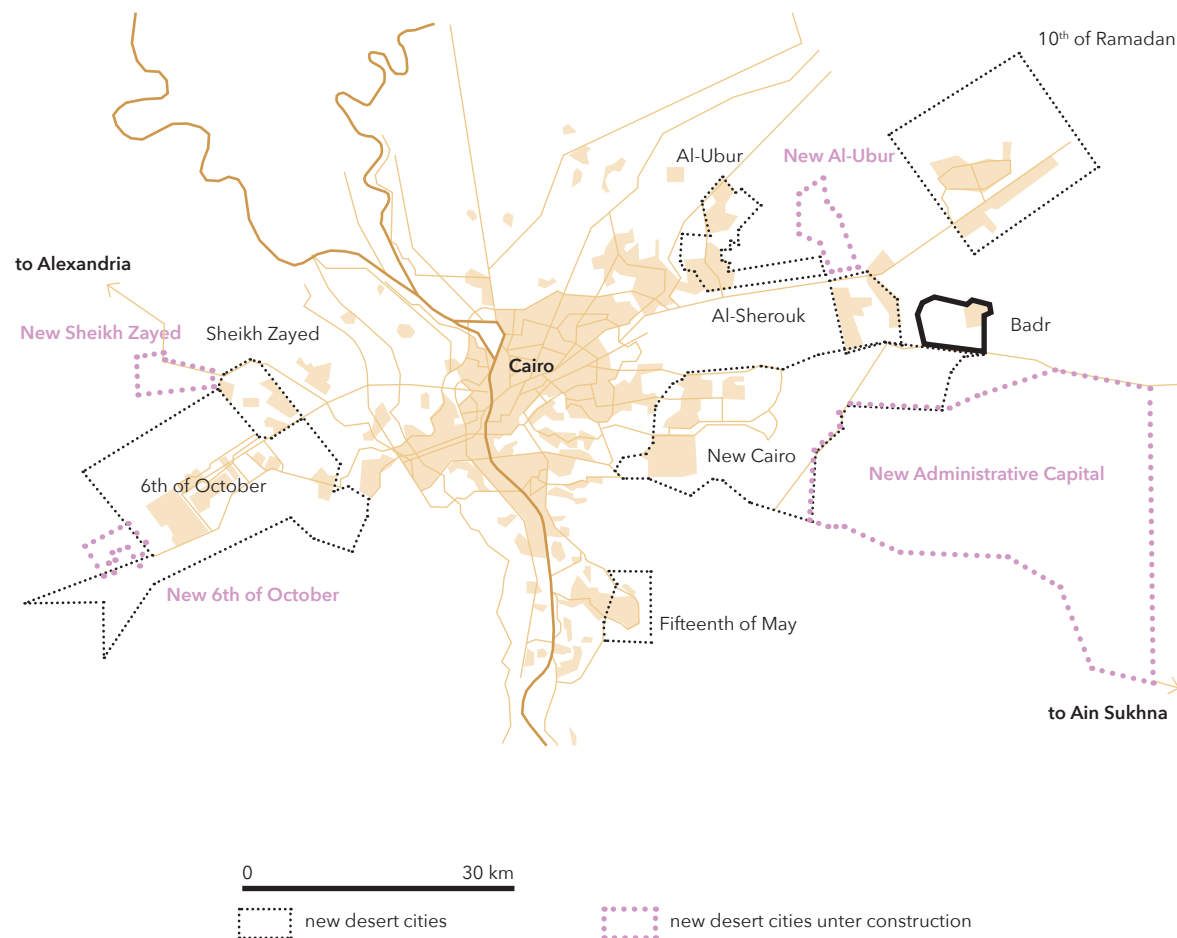 10th of Ramadan
Al-Ubur
New Al-Ubur
to Alexandria
New Sheikh Zayed
Sheikh Zayed
Al-Sherouk
Badr
Cairo
New Cairo
New Administrative Capital
6th of October
New 6th of October
Fifteenth of May
to Ain Sukhna
0
30 km
new desert cities
new desert cities unter construction